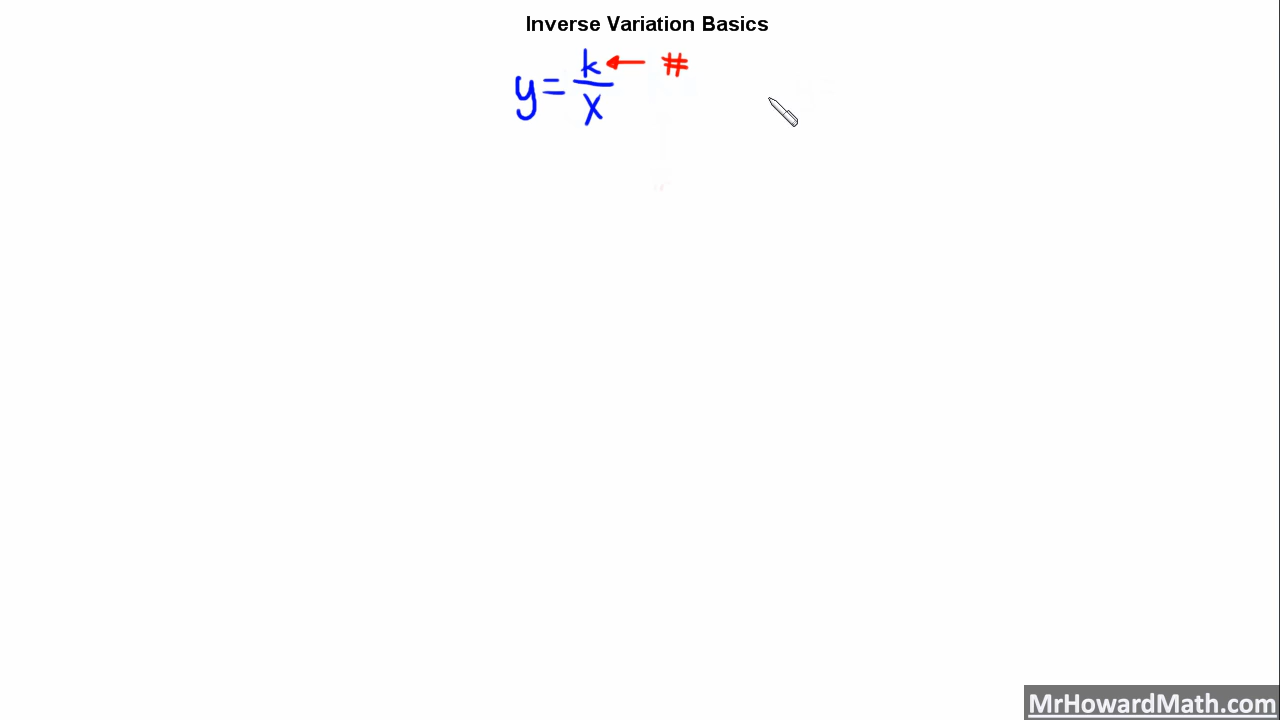 Inverse Variation Basics
y = k/x ← #
MrHowardMath.com